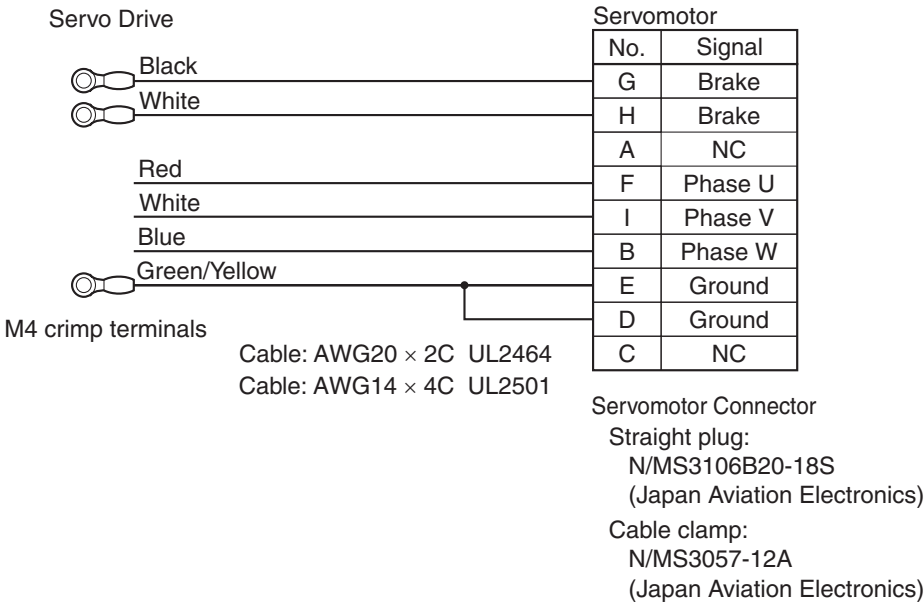 Servo Drive
Servomotor
No. Signal
Black
G Brake
White
H Brake
A NC
Red
F Phase U
White
I Phase V
Blue
B Phase W
Green/Yellow
E Ground
D Ground
M4 crimp terminals
C NC
Cable: AWG20 × 2C UL2464
Cable: AWG14 × 4C UL2501
Servomotor Connector
Straight plug:
N/MS3106B20-18S
(Japan Aviation Electronics)
Cable clamp:
N/MS3057-12A
(Japan Aviation Electronics)